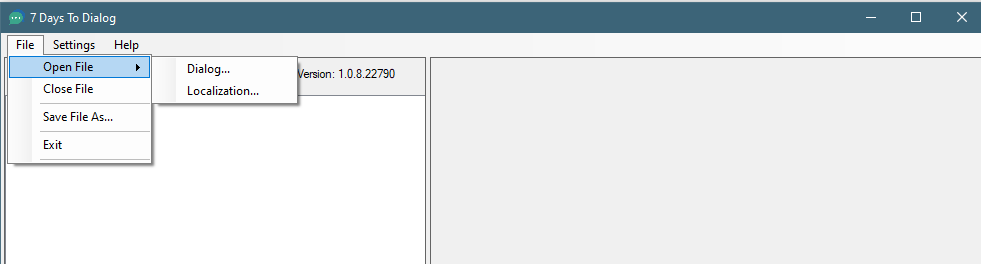 7 Days To Dialog
File Settings Help
Open File
Dialog...
Version: 1.0.8.22790
Close File
Localization...
Save File As...
Exit